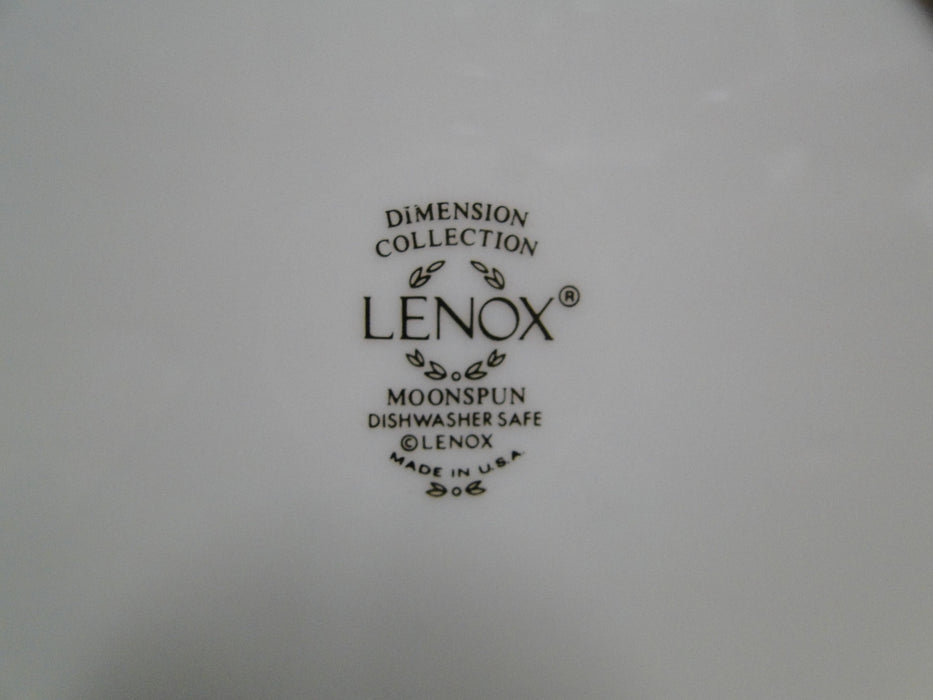 DIMENSION
COLLECTION
LENOX®
MOONSPUN
DISHWASHER SAFE
©LENOX
MADE IN U.S.A.